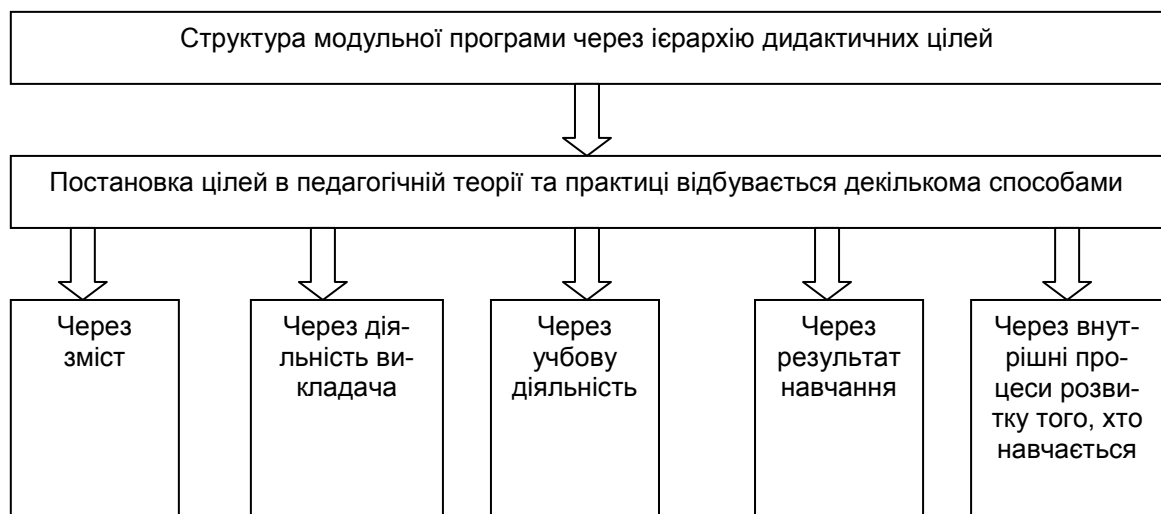 Структура модульної програми через ієрархію дидактичних цілей
Постановка цілей в педагогічній теорії та практиці відбувається декількома способами
Через
зміст
Через дія-
льність ви-
кладача
Через
учбову
діяльність
Через
результат
навчання
Через внут-
рішні про-
цеси розви-
тку того, хто
навчається